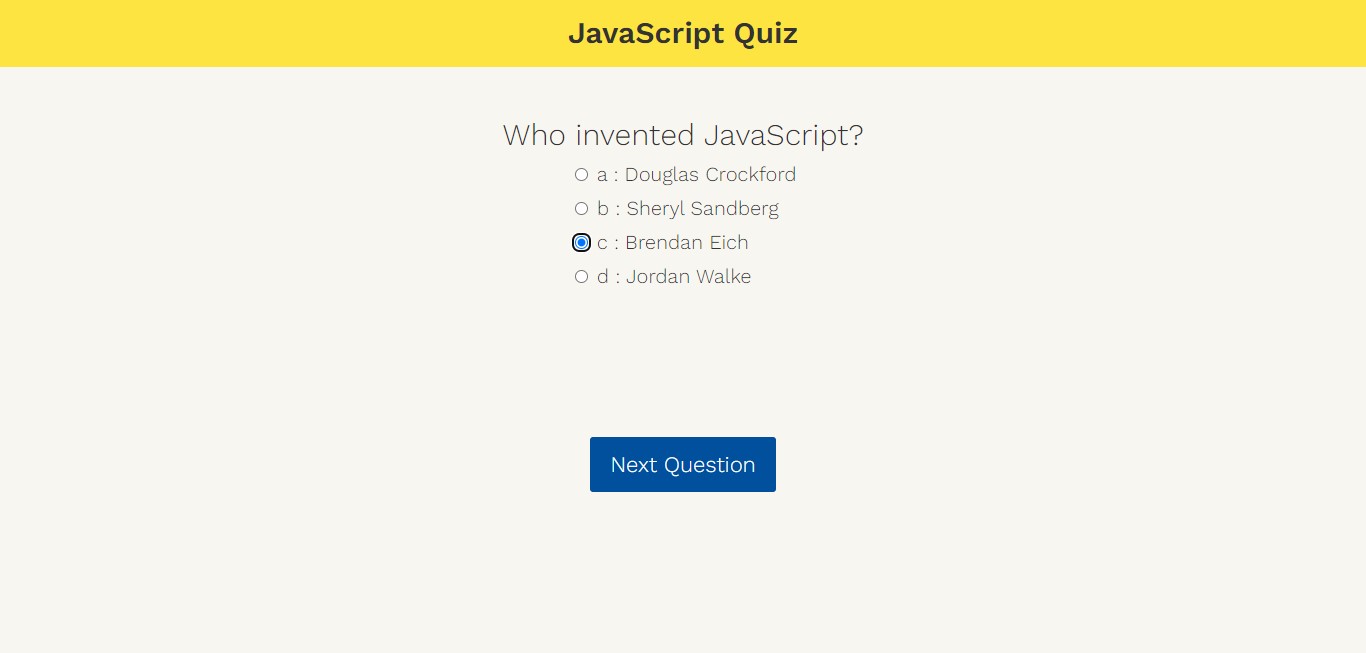 JavaScript Quiz
Who invented JavaScript?
a : Douglas Crockford
b : Sheryl Sandberg
c : Brendan Eich
d : Jordan Walke
Next Question